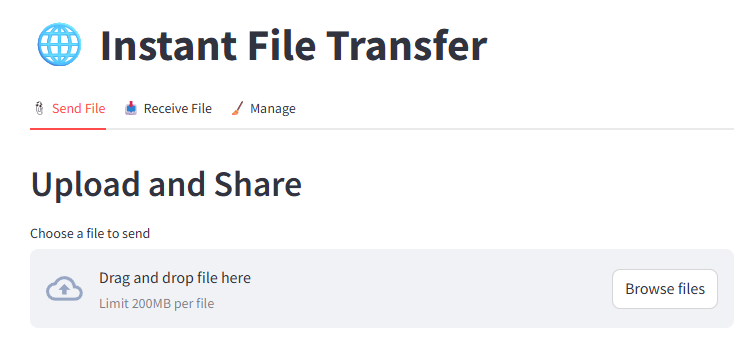 Instant File Transfer
Send File Receive File Manage
Upload and Share
Choose a file to send
Drag and drop file here
Limit 200MB per file
Browse files